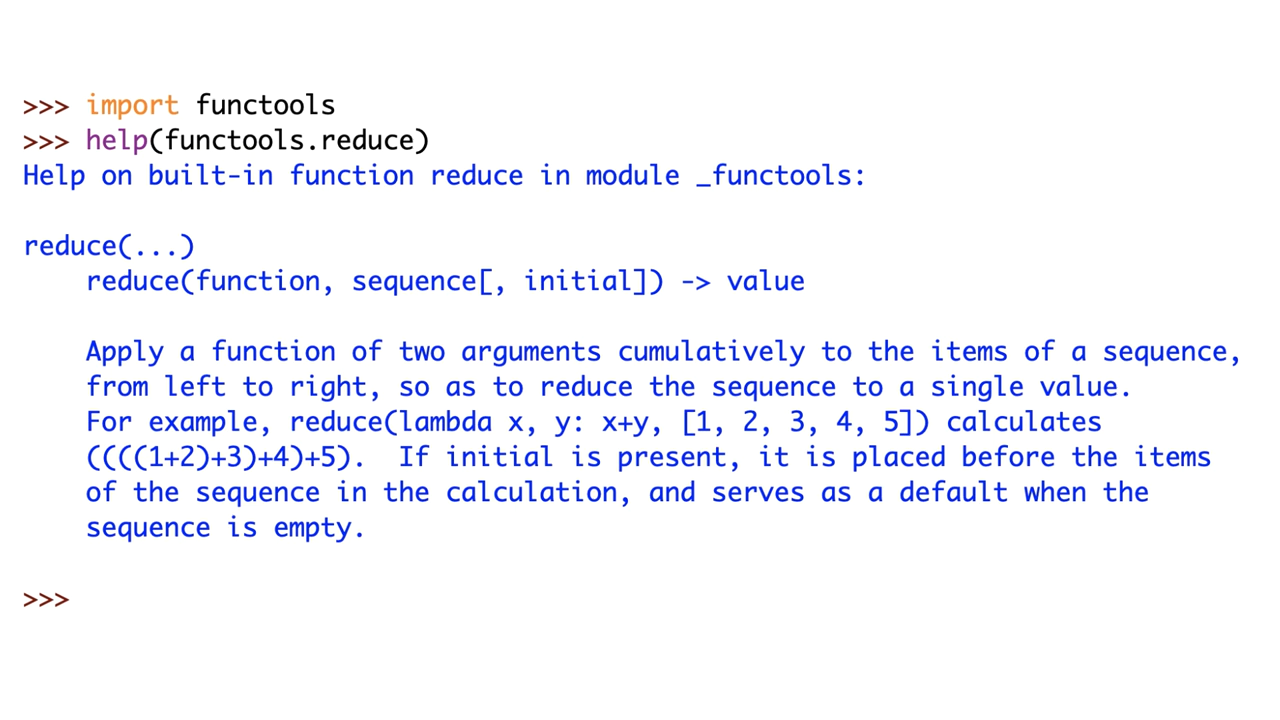 >>> import functools
>>> help(functools.reduce)
Help on built-in function reduce in module _functools:
reduce(...)
    reduce(function, sequence[, initial]) -> value
    Apply a function of two arguments cumulatively to the items of a sequence,
    from left to right, so as to reduce the sequence to a single value.
    For example, reduce(lambda x, y: x+y, [1, 2, 3, 4, 5]) calculates
    ((((1+2)+3)+4)+5).  If initial is present, it is placed before the items
    of the sequence in the calculation, and serves as a default when the
    sequence is empty.
>>>